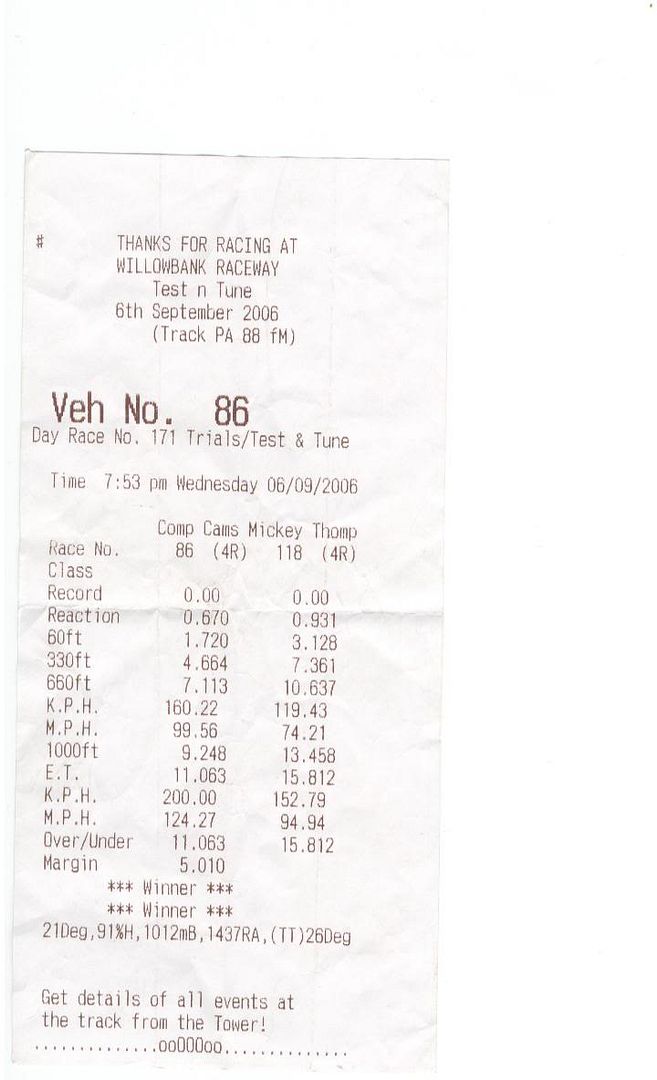 # THANKS FOR RACING AT
WILLOWBANK RACEWAY
Test n Tune
6th September 2006
(Track PA 88 fM)
Veh No. 86
Day Race No. 171 Trials/Test & Tune
Time 7:53 pm Wednesday 06/09/2006
Comp Cams Mickey Thomp
Race No. 86 (4R) 118 (4R)
Class
Record 0.00 0.00
Reaction 0.670 0.931
60ft 1.720 3.128
330ft 4.664 7.361
660ft 7.113 10.637
K.P.H. 160.22 119.43
M.P.H. 99.56 74.21
1000ft 9.248 13.458
E.T. 11.063 15.812
K.P.H. 200.00 152.79
M.P.H. 124.27 94.94
Over/Under 11.063 15.812
Margin 5.010
*** Winner ***
*** Winner ***
21Deg,91%H,1012mB,1437RA,(TT)26Deg
Get details of all events at
the track from the Tower!
..............oo000oo..............